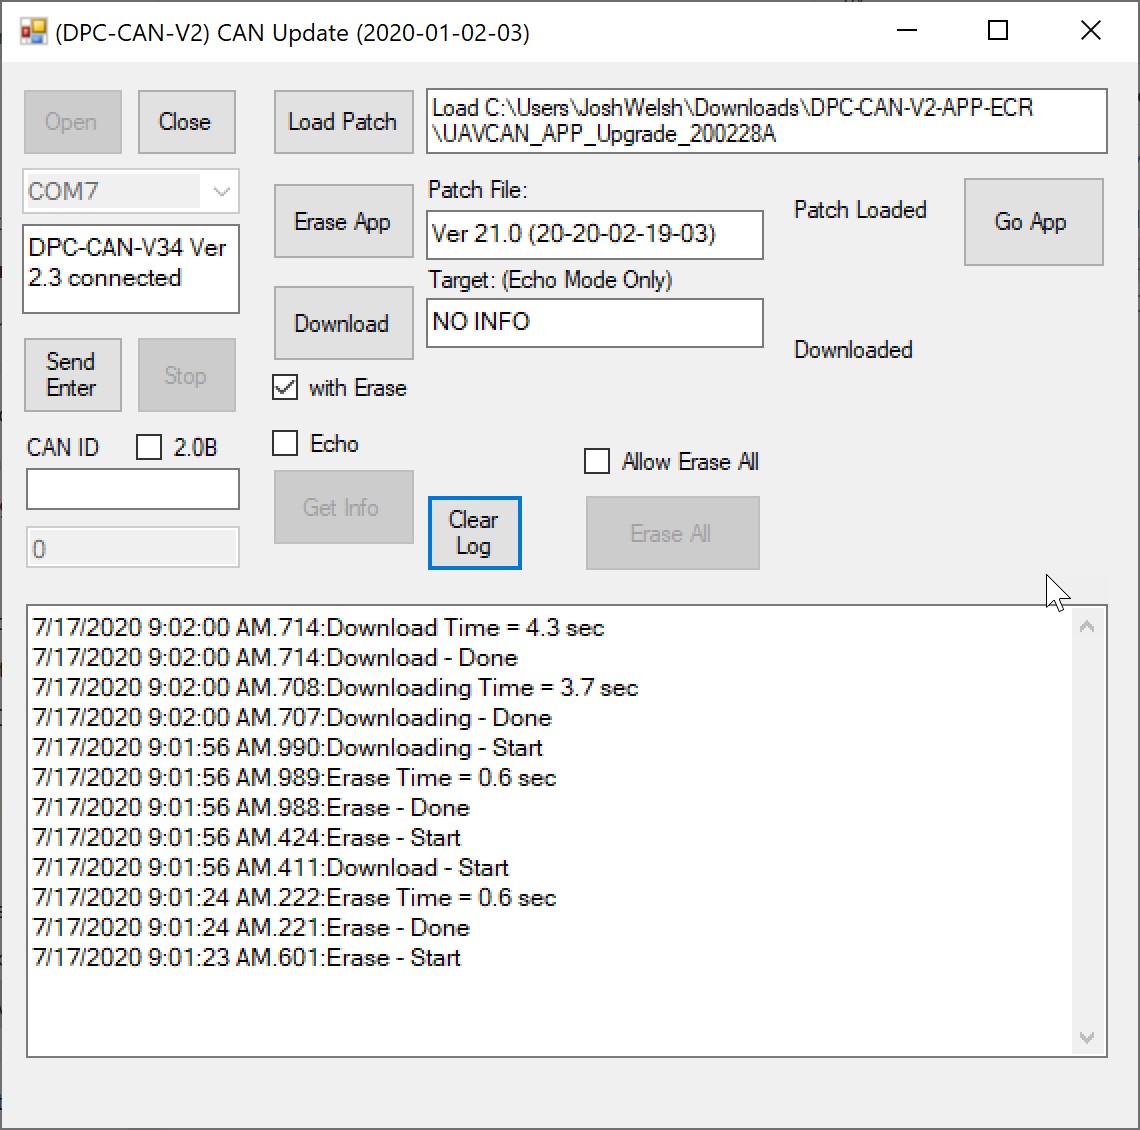 (DPC-CAN-V2) CAN Update (2020-01-02-03)
Open
Close
Load Patch
Load C:\Users\JoshWelsh\Downloads\DPC-CAN-V2-APP-ECR
\UAVCAN_APP_Upgrade_200228A
COM7
DPC-CAN-V34 Ver
2.3 connected
Erase App
Patch File:
Ver 21.0 (20-20-02-19-03)
Patch Loaded
Go App
Target: (Echo Mode Only)
Download
NO INFO
Downloaded
Send
Enter
Stop
with Erase
CAN ID
2.0B
Echo
Allow Erase All
0
Get Info
Clear
Log
Erase All
7/17/2020 9:02:00 AM.714:Download Time = 4.3 sec
7/17/2020 9:02:00 AM.714:Download - Done
7/17/2020 9:02:00 AM.708:Downloading Time = 3.7 sec
7/17/2020 9:02:00 AM.707:Downloading - Done
7/17/2020 9:01:56 AM.990:Downloading - Start
7/17/2020 9:01:56 AM.989:Erase Time = 0.6 sec
7/17/2020 9:01:56 AM.988:Erase - Done
7/17/2020 9:01:56 AM.424:Erase - Start
7/17/2020 9:01:56 AM.411:Download - Start
7/17/2020 9:01:24 AM.222:Erase Time = 0.6 sec
7/17/2020 9:01:24 AM.221:Erase - Done
7/17/2020 9:01:23 AM.601:Erase - Start